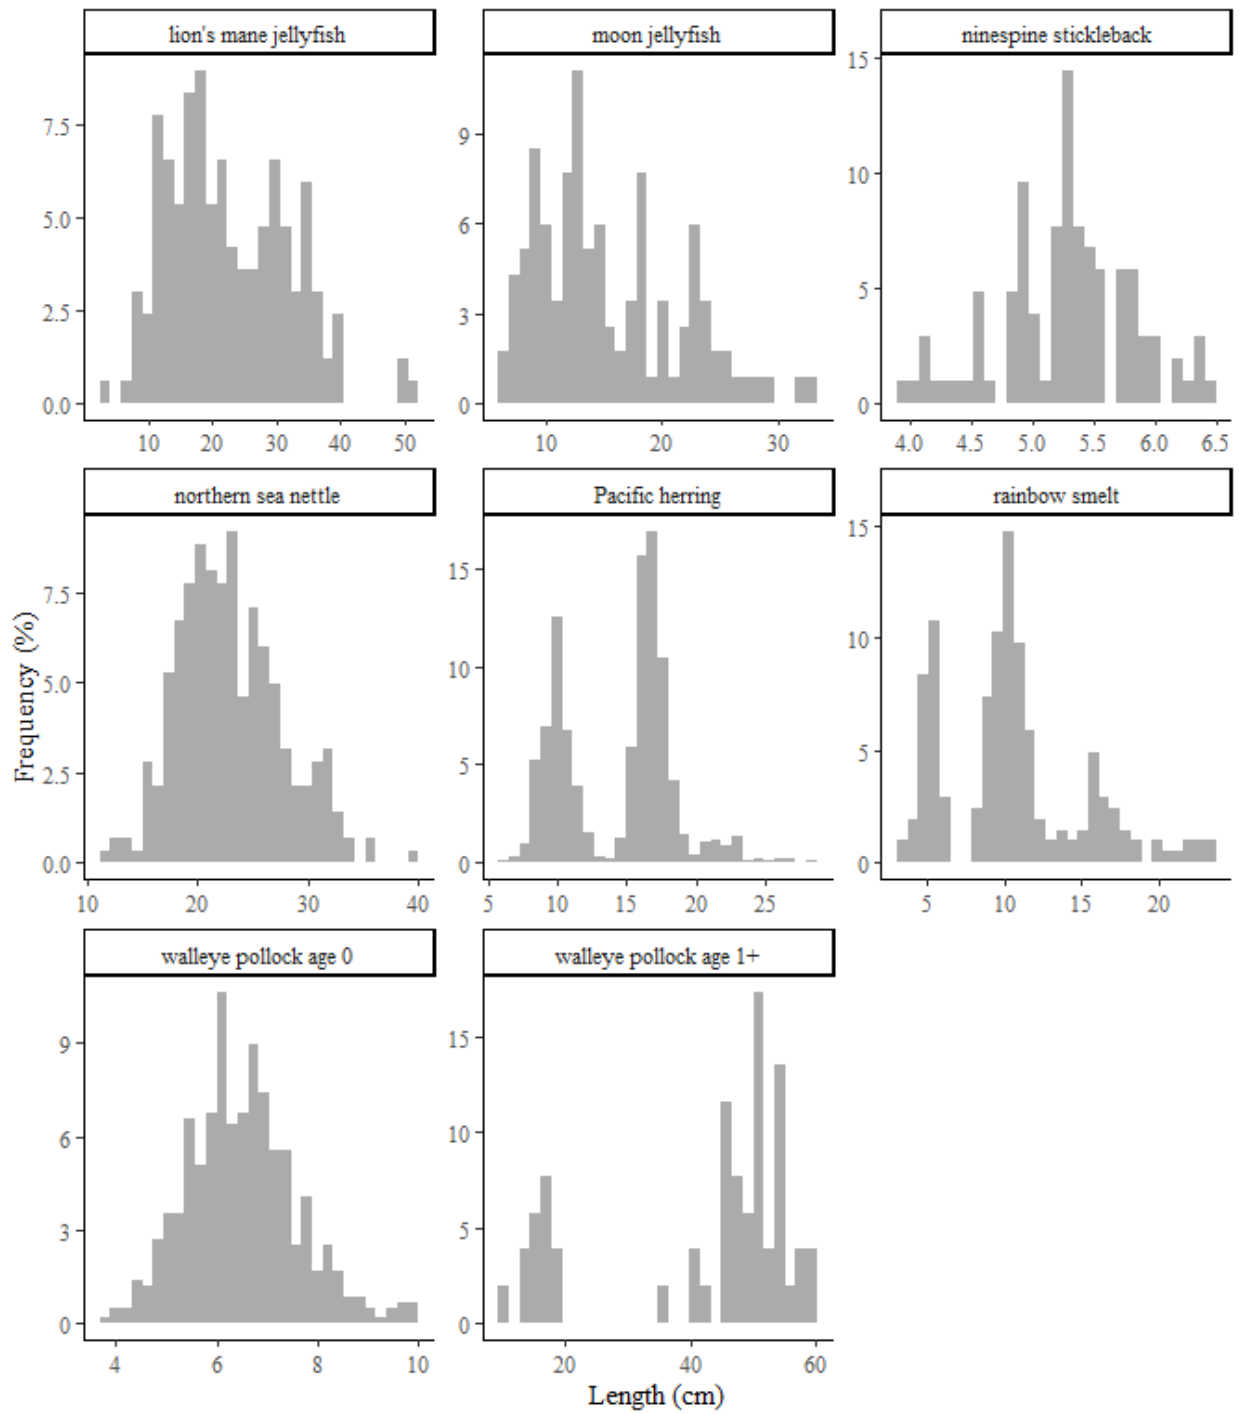 lion's mane jellyfish
moon jellyfish
ninespine stickleback
7.5
5.0
2.5
0.0
10 20 30 40 50
9
6
3
0
10 20 30
15
10
5
0
4.0 4.5 5.0 5.5 6.0 6.5
northern sea nettle
Pacific herring
rainbow smelt
Frequency (%)
7.5
5.0
2.5
0.0
10 20 30 40
15
10
5
0
5 10 15 20 25
15
10
5
0
5 10 15 20
walleye pollock age 0
walleye pollock age 1+
9
6
3
0
4 6 8 10
15
10
5
0
20 40 60
Length (cm)